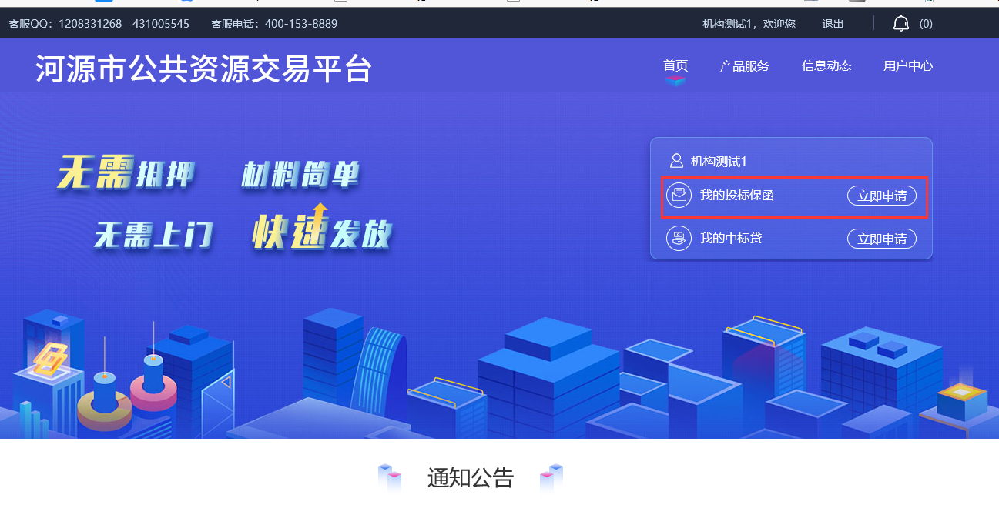 客服QQ：1208331268 431005545 客服电话：400-153-8889 机构测试1，欢迎您 退出 (0)
河源市公共资源交易平台 首页 产品服务 信息动态 用户中心
无需抵押 材料简单
无需上门 快速发放
机构测试1
我的投标保函 立即申请
我的中标贷 立即申请
通知公告